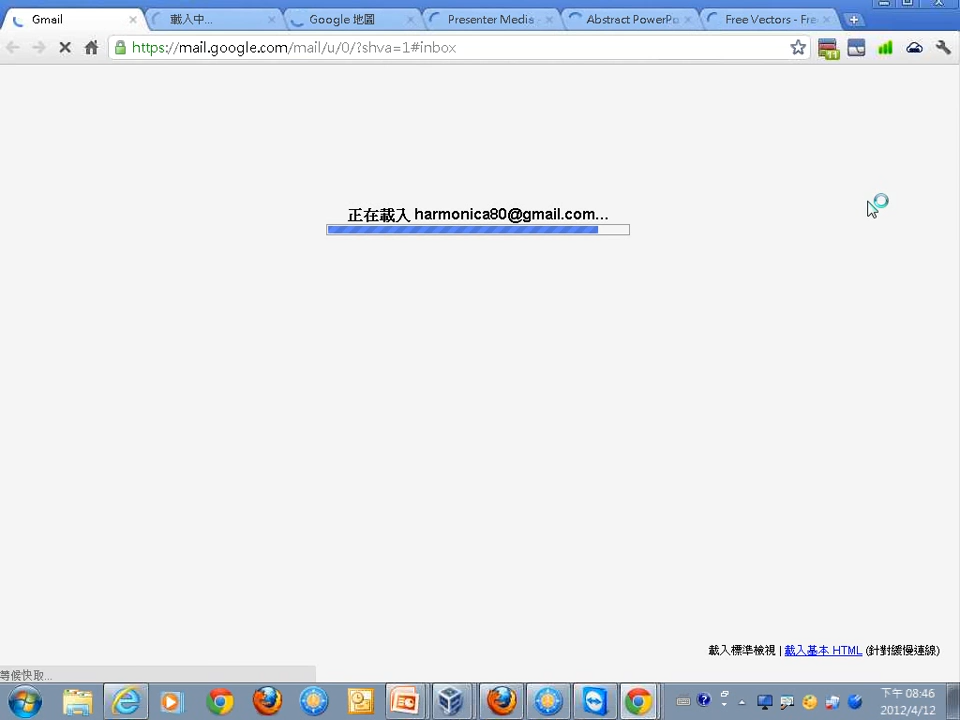 Gmail
載入中...
Google 地圖
Presenter Media -
Abstract PowerPo
Free Vectors - Fre
https://mail.google.com/mail/u/0/?shva=1#inbox
11
正在載入 harmonica80@gmail.com...
載入標準檢視 | 載入基本 HTML (針對緩慢連線)
等候快取...
下午 08:46
2012/4/12